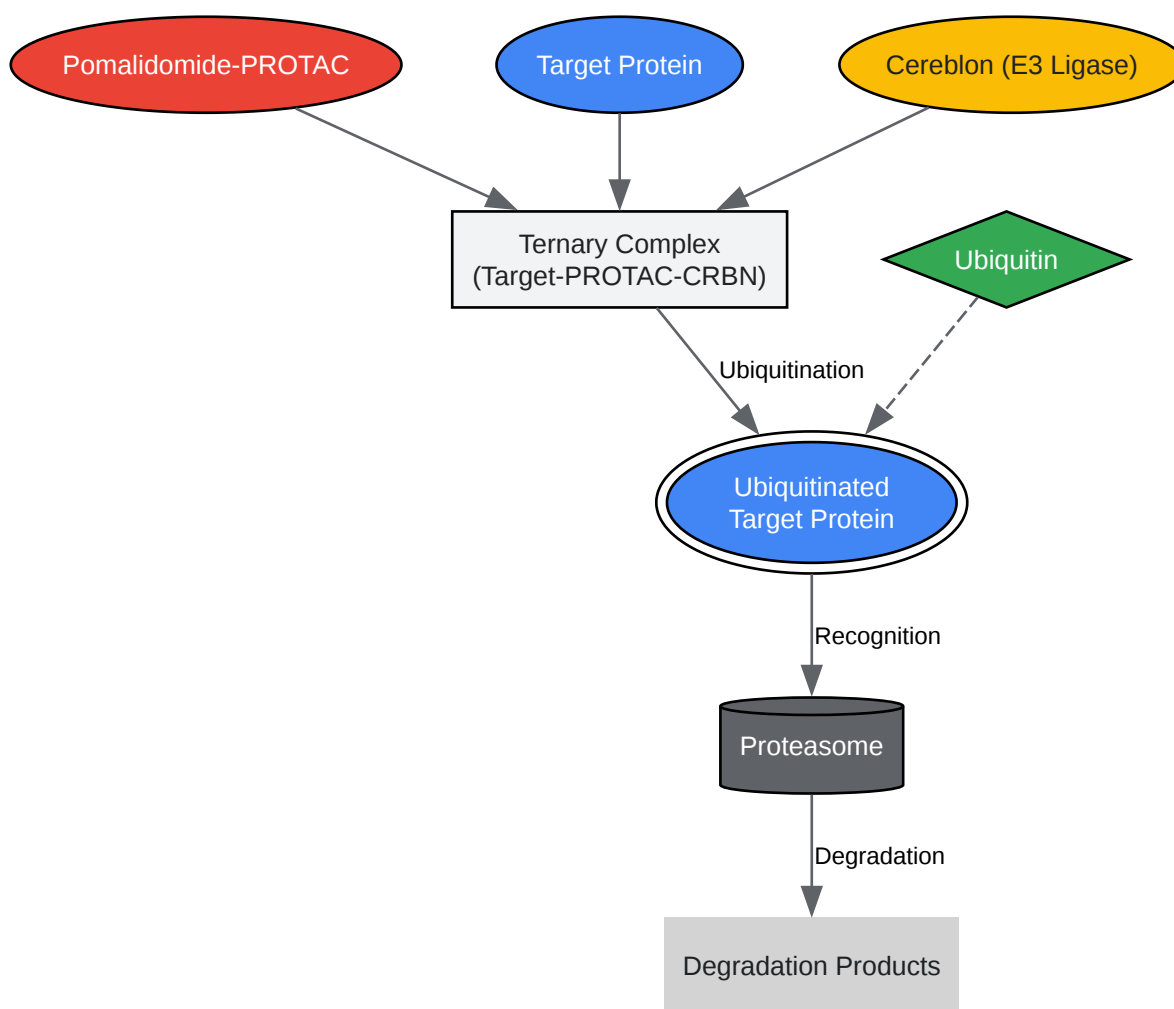 Pomalidomide-PROTAC
Target Protein
Cereblon (E3 Ligase)
Ternary Complex
(Target-PROTAC-CRBN)
Ubiquitin
Ubiquitination
Ubiquitinated
Target Protein
Recognition
Proteasome
Degradation
Degradation Products